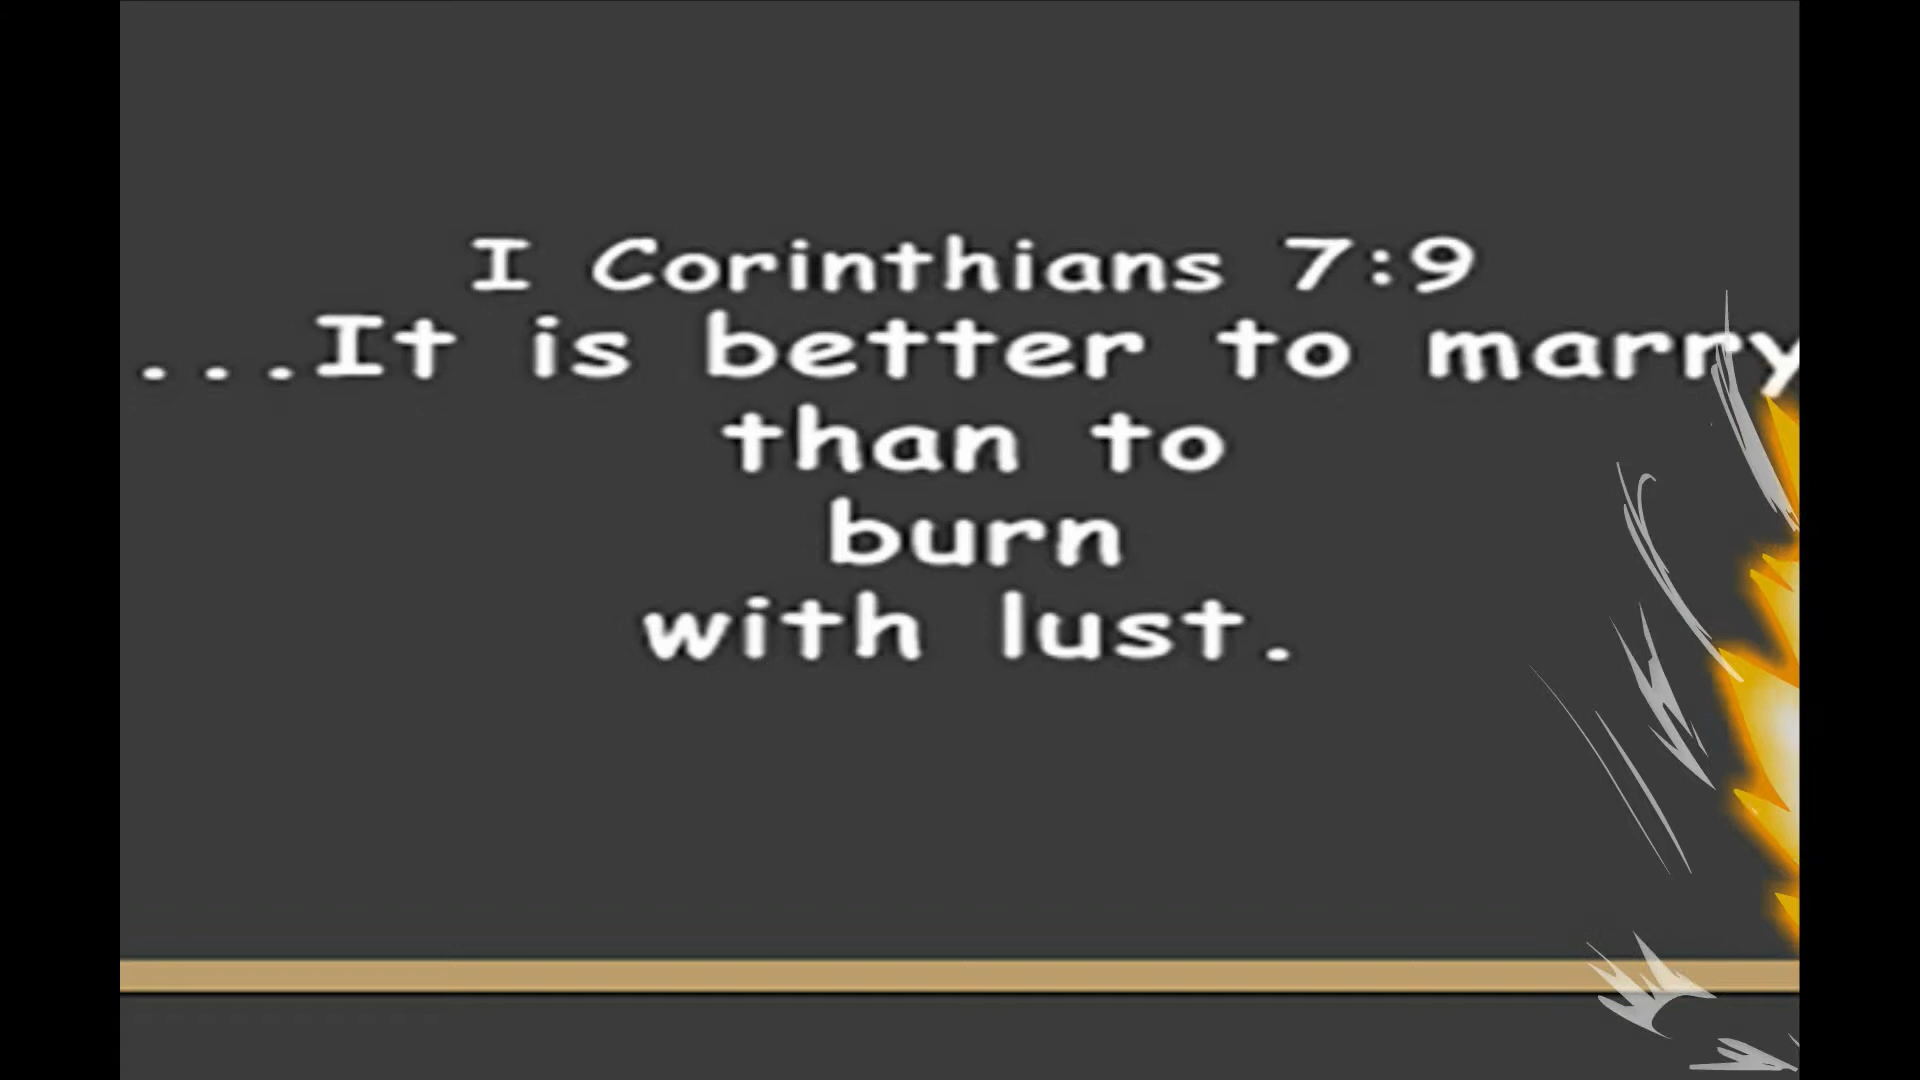 I Corinthians 7:9
...It is better to marry
than to
burn
with lust.